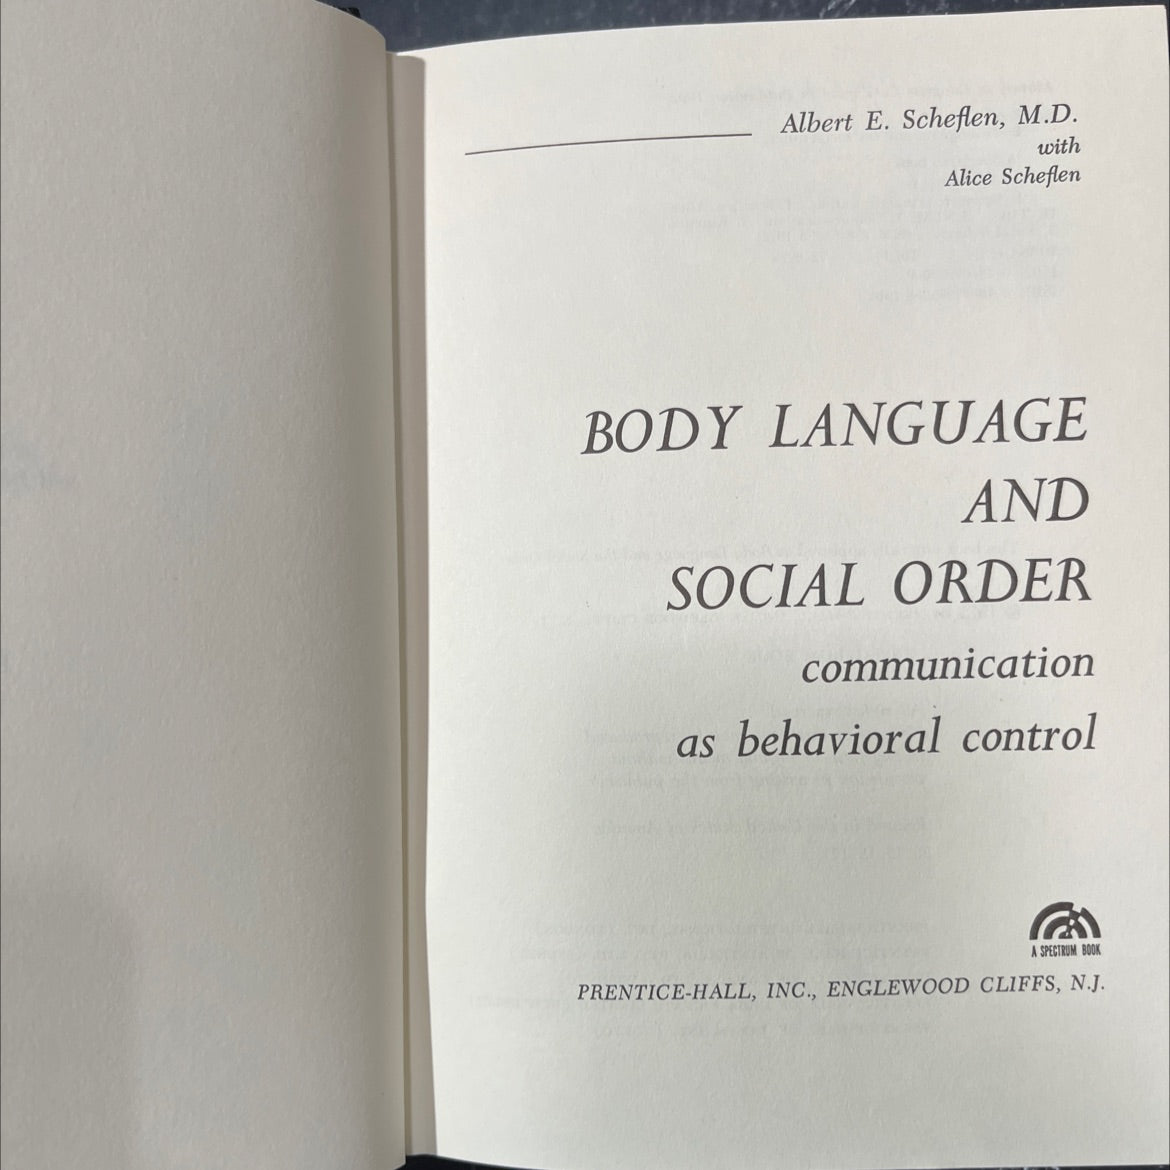 Albert E. Scheflen, M.D.
with
Alice Scheflen
BODY LANGUAGE
AND
SOCIAL ORDER
communication
as behavioral control
A SPECTRUM BOOK
PRENTICE-HALL, INC., ENGLEWOOD CLIFFS, N.J.